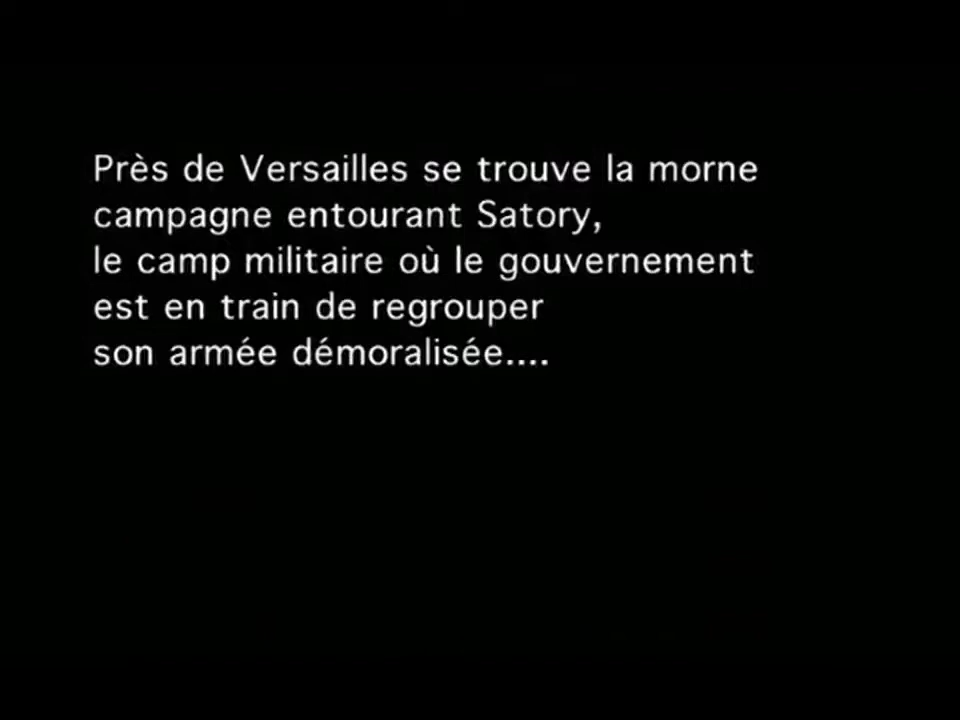 Près de Versailles se trouve la morne
campagne entourant Satory,
le camp militaire où le gouvernement
est en train de regrouper
son armée démoralisée....